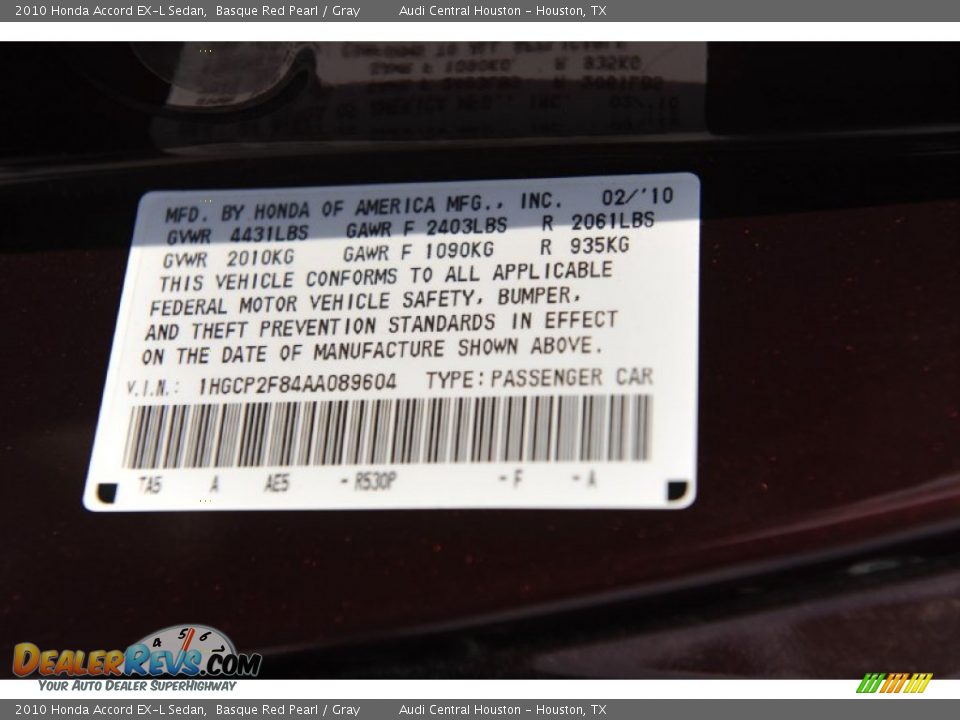 2010 Honda Accord EX-L Sedan,  Basque Red Pearl / Gray  Audi Central Houston - Houston, TX
MFD. BY HONDA OF AMERICA MFG., INC.  02/'10
GVWR 4431LBS  GAWR F 2403LBS  R 2061LBS
GVWR 2010KG  GAWR F 1090KG  R 935KG
THIS VEHICLE CONFORMS TO ALL APPLICABLE
FEDERAL MOTOR VEHICLE SAFETY, BUMPER,
AND THEFT PREVENTION STANDARDS IN EFFECT
ON THE DATE OF MANUFACTURE SHOWN ABOVE.
V.I.N.: 1HGCP2F84AA089604  TYPE:PASSENGER CAR
TA5  A  AE5  -R530P  -F  -A
4 5 6
DEALERREVS.COM
YOUR AUTO DEALER SUPERHIGHWAY
2010 Honda Accord EX-L Sedan,  Basque Red Pearl / Gray  Audi Central Houston - Houston, TX